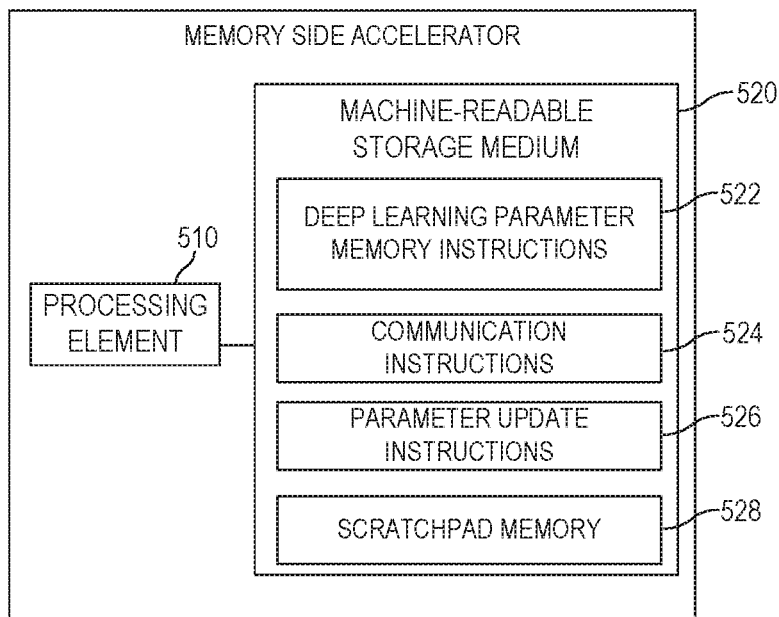 MEMORY SIDE ACCELERATOR
MACHINE-READABLE
STORAGE MEDIUM
520
DEEP LEARNING PARAMETER
MEMORY INSTRUCTIONS
522
510
PROCESSING
ELEMENT
COMMUNICATION
INSTRUCTIONS
524
PARAMETER UPDATE
INSTRUCTIONS
526
SCRATCHPAD MEMORY
528